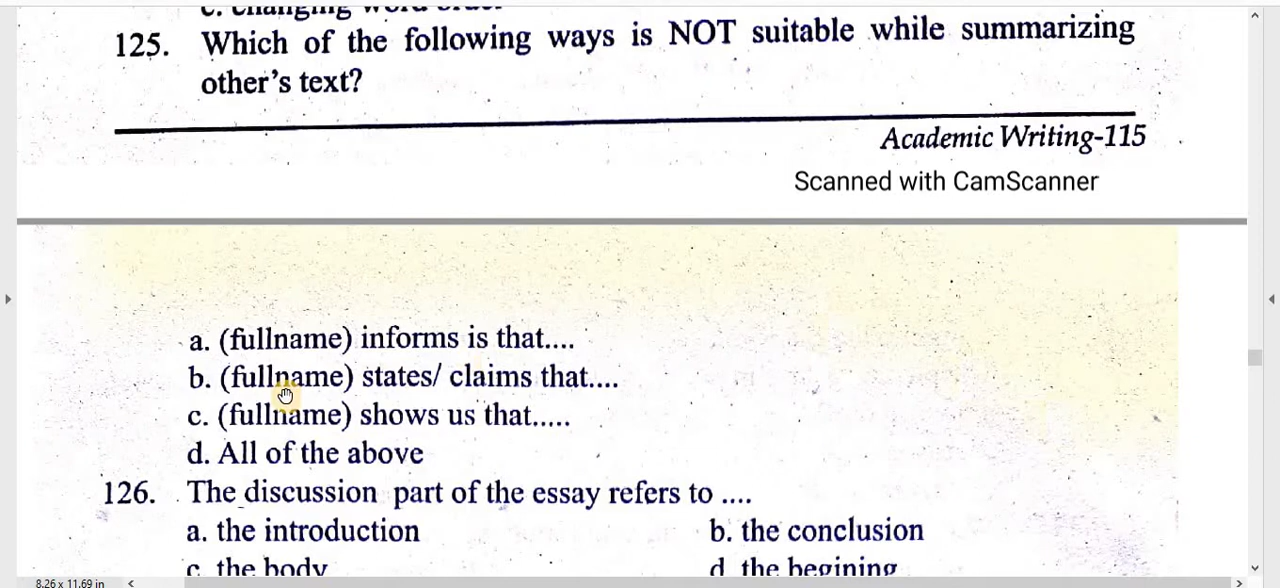 c. Changing word order.
125. Which of the following ways is NOT suitable while summarizing
other's text?
Academic Writing-115
Scanned with CamScanner
a. (fullname) informs is that....
b. (fullname) states/ claims that....
c. (fullname) shows us that.....
d. All of the above
126. The discussion part of the essay refers to ....
a. the introduction b. the conclusion
c. the body d. the begining
8.26 x 11.69 in